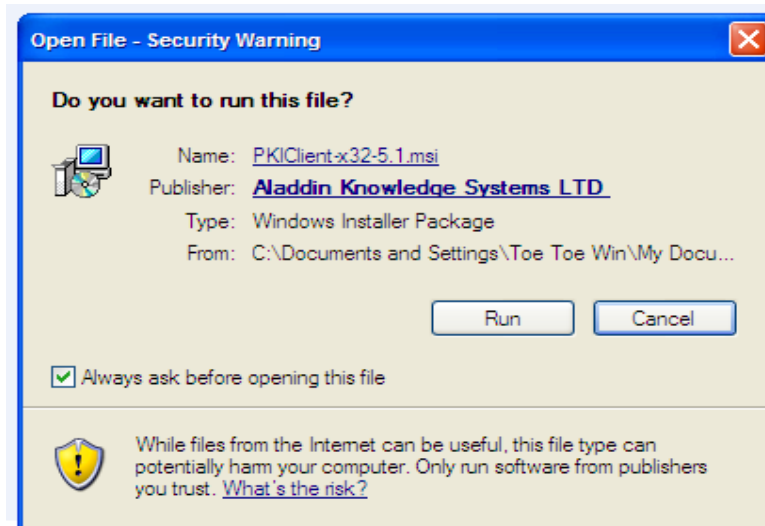 Open File - Security Warning
Do you want to run this file?
Name: PKIClient-x32-5.1.msi
Publisher: Aladdin Knowledge Systems LTD
Type: Windows Installer Package
From: C:\Documents and Settings\Toe Toe Win\My Docu...
Run Cancel
Always ask before opening this file
While files from the Internet can be useful, this file type can
potentially harm your computer. Only run software from publishers
you trust. What's the risk?